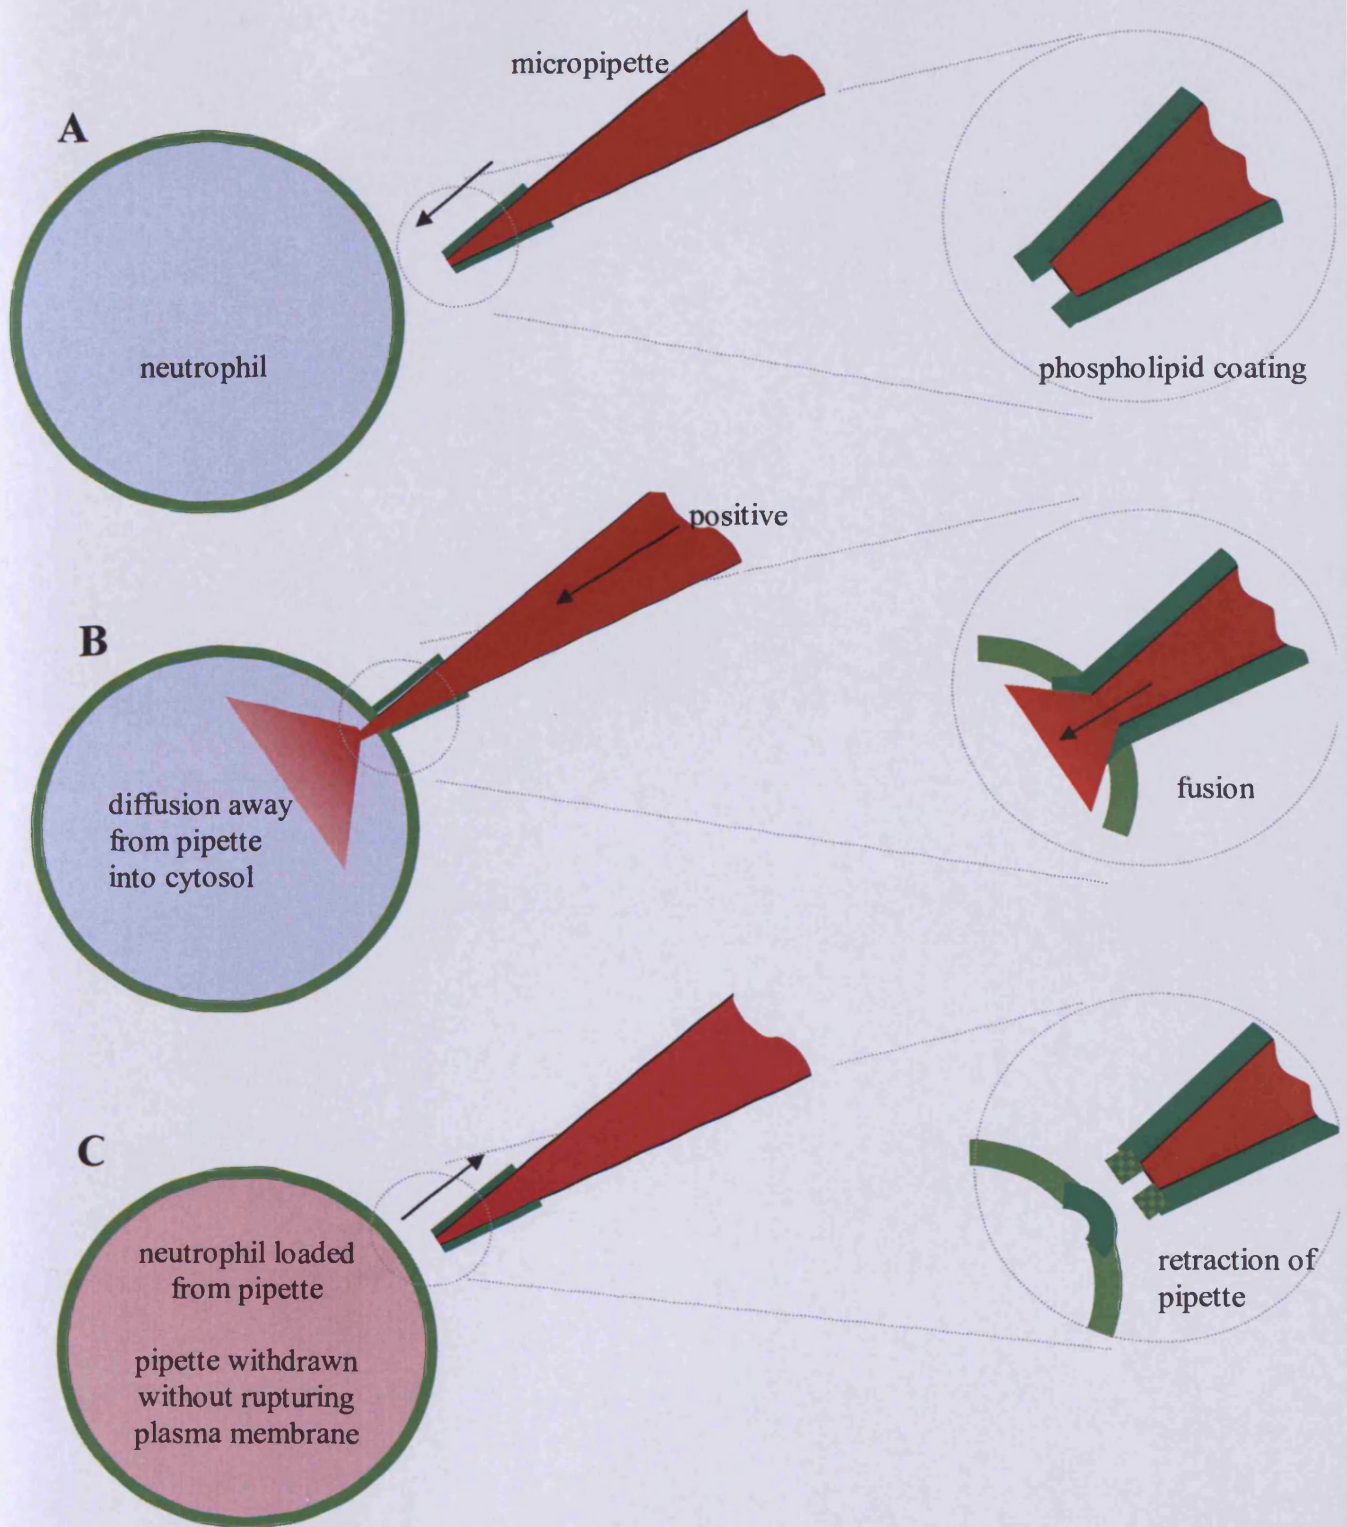 micropipette
A
neutrophil
phospholipid coating
positive
B
diffusion away
from pipette
into cytosol
fusion
C
neutrophil loaded
from pipette
pipette withdrawn
without rupturing
plasma membrane
retraction of
pipette